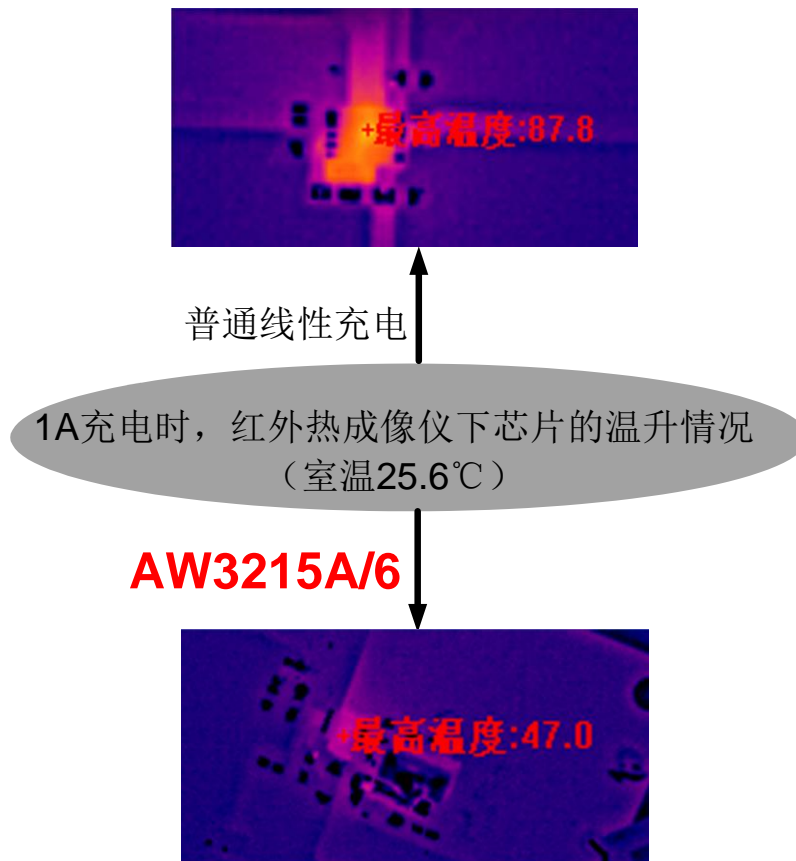 最高温度:87.8
普通线性充电
1A充电时，红外热成像仪下芯片的温升情况
（室温25.6℃）
AW3215A/6
最高温度:47.0